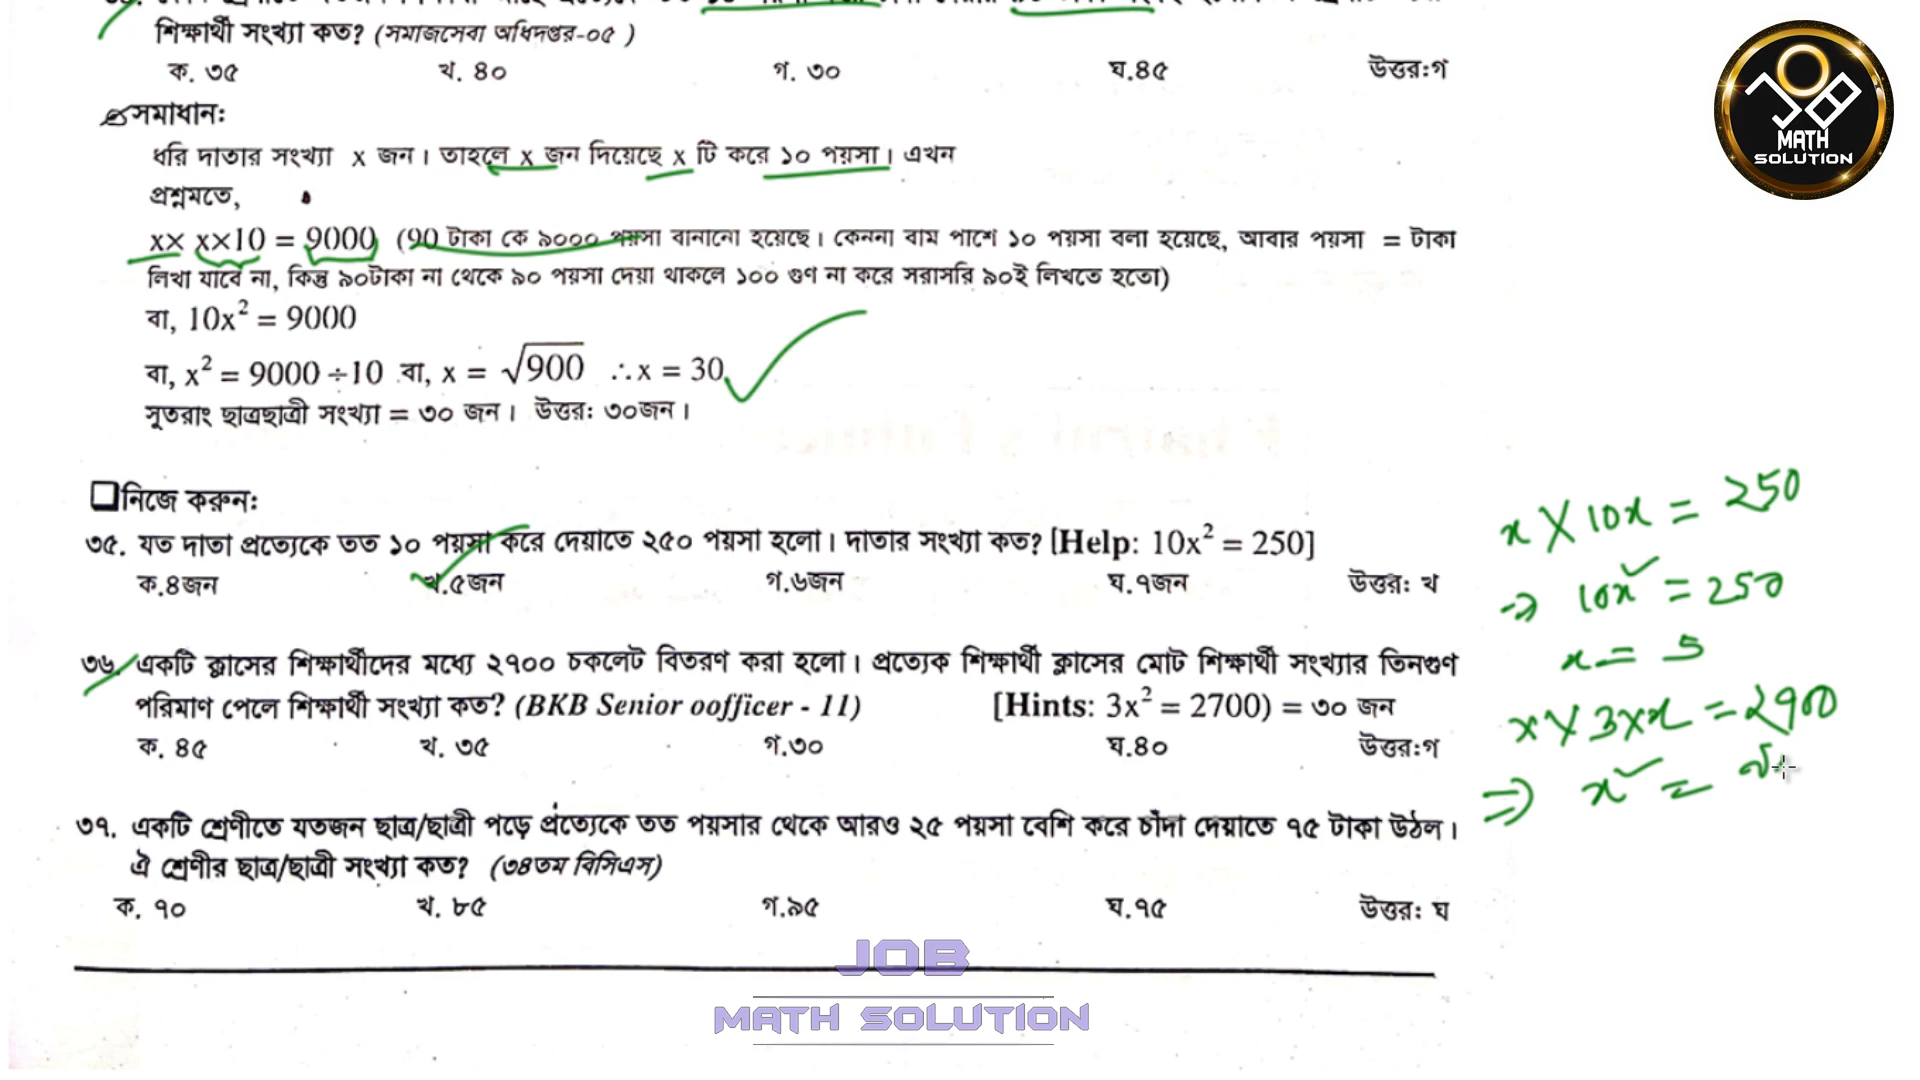 শিক্ষার্থী সংখ্যা কত? (সমাজসেবা অধিদপ্তর-০৫ )
ক. ৩৫ খ. ৪০ গ. ৩০ ঘ.৪৫ উত্তর:গ
সমাধান:
ধরি দাতার সংখ্যা x জন। তাহলে x জন দিয়েছে x টি করে ১০ পয়সা। এখন
প্রশ্নমতে,
x× x×10 = 9000 (90 টাকা কে ৯০০০ পয়সা বানানো হয়েছে। কেননা বাম পাশে ১০ পয়সা বলা হয়েছে, আবার পয়সা = টাকা
লিখা যাবে না, কিন্তু ৯০টাকা না থেকে ৯০ পয়সা দেয়া থাকলে ১০০ গুণ না করে সরাসরি ৯০ই লিখতে হতো)
বা, 10x² = 9000
বা, x² = 9000 ÷10 বা, x = √900 ∴x = 30
সুতরাং ছাত্রছাত্রী সংখ্যা = ৩০ জন। উত্তর: ৩০জন।
নিজে করুন:
৩৫. যত দাতা প্রত্যেকে তত ১০ পয়সা করে দেয়াতে ২৫০ পয়সা হলো। দাতার সংখ্যা কত? [Help: 10x² = 250]
ক.৪জন খ.৫জন গ.৬জন ঘ.৭জন উত্তর: খ
৩৬. একটি ক্লাসের শিক্ষার্থীদের মধ্যে ২৭০০ চকলেট বিতরণ করা হলো। প্রত্যেক শিক্ষার্থী ক্লাসের মোট শিক্ষার্থী সংখ্যার তিনগুণ
পরিমাণ পেলে শিক্ষার্থী সংখ্যা কত? (BKB Senior oofficer - 11) [Hints: 3x² = 2700) = ৩০ জন
ক. ৪৫ খ. ৩৫ গ.৩০ ঘ.৪০ উত্তর:গ
৩৭. একটি শ্রেণীতে যতজন ছাত্র/ছাত্রী পড়ে প্রত্যেকে তত পয়সার থেকে আরও ২৫ পয়সা বেশি করে চাঁদা দেয়াতে ৭৫ টাকা উঠল।
ঐ শ্রেণীর ছাত্র/ছাত্রী সংখ্যা কত? (৩৪তম বিসিএস)
ক. ৭০ খ. ৮৫ গ.৯৫ ঘ.৭৫ উত্তর: ঘ
x × 10x = 250
⇒ 10x² = 250
x = 5
x × 3 × x = 2700
⇒ x² =
JOB
MATH
SOLUTION
JOB
MATH SOLUTION